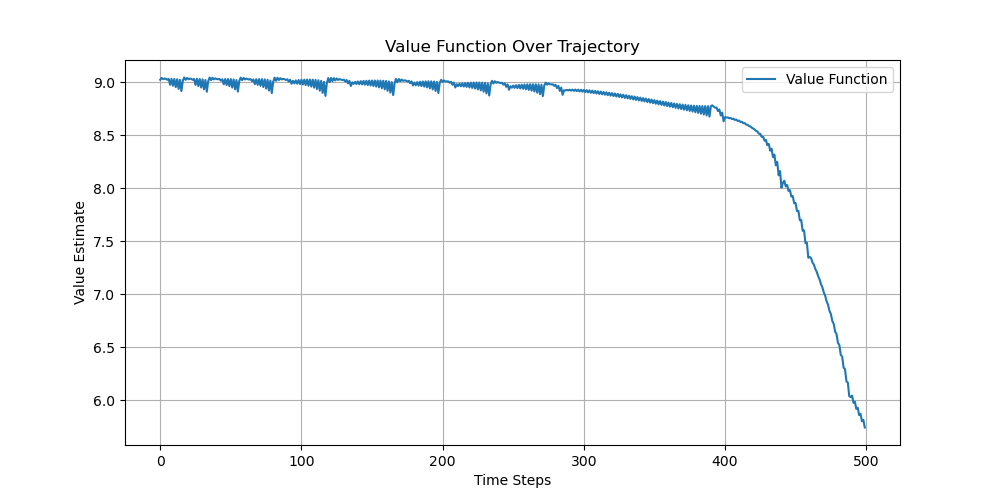 Value Function Over Trajectory
Value Function
9.0
8.5
8.0
7.5
7.0
6.5
6.0
Value Estimate
0 100 200 300 400 500
Time Steps